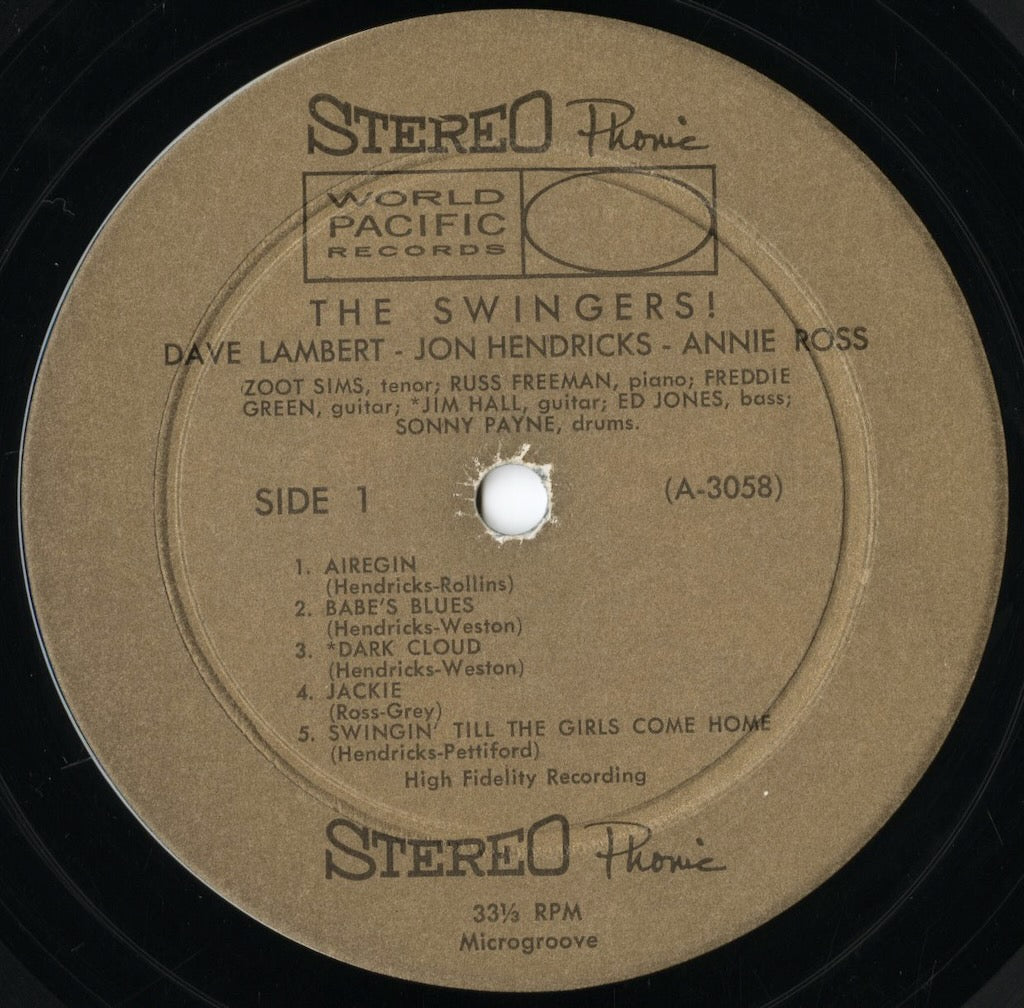 STEREO Phonic
WORLD
PACIFIC
RECORDS
THE SWINGERS!
DAVE LAMBERT - JON HENDRICKS - ANNIE ROSS
ZOOT SIMS, tenor; RUSS FREEMAN, piano; FREDDIE
GREEN, guitar; *JIM HALL, guitar; ED JONES, bass;
SONNY PAYNE, drums.
SIDE 1 (A-3058)
1. AIREGIN
(Hendricks-Rollins)
2. BABE'S BLUES
(Hendricks-Weston)
3. *DARK CLOUD
(Hendricks-Weston)
4. JACKIE
(Ross-Grey)
5. SWINGIN' TILL THE GIRLS COME HOME
(Hendricks-Pettiford)
High Fidelity Recording
STEREO Phonic
33⅓ RPM
Microgroove